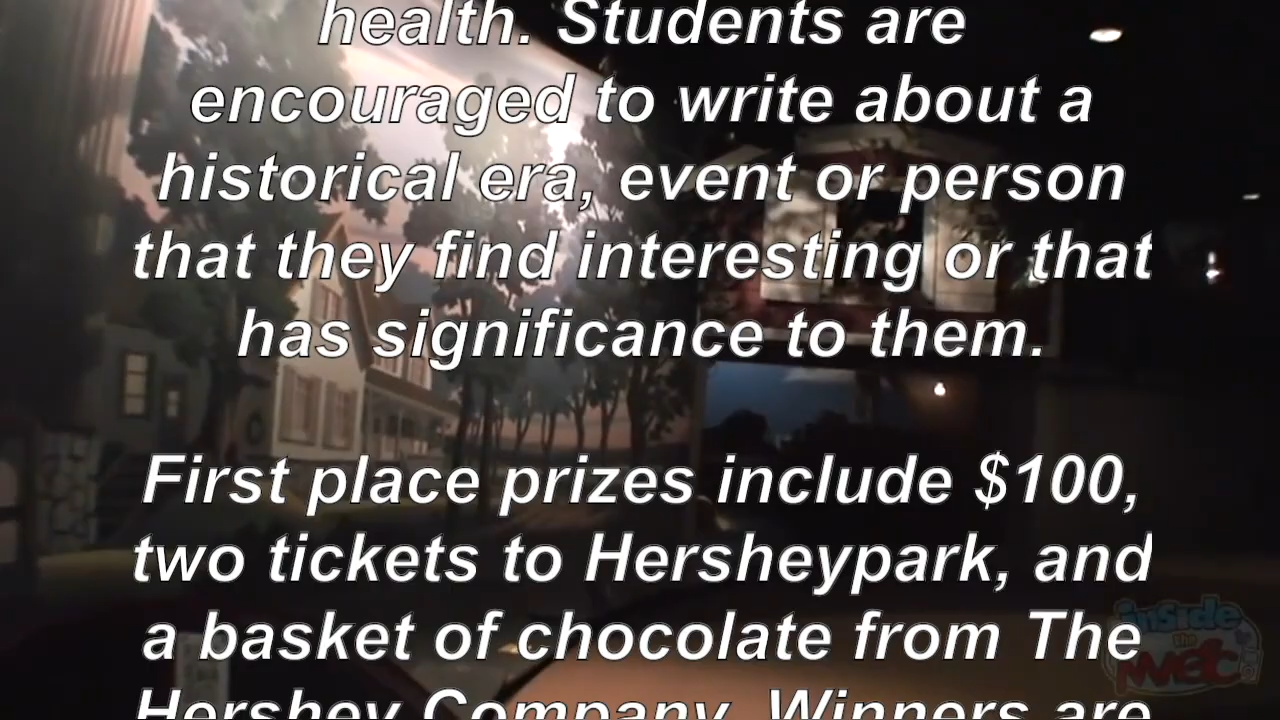 health. Students are
encouraged to write about a
historical era, event or person
that they find interesting or that
has significance to them.
First place prizes include $100,
two tickets to Hersheypark, and
a basket of chocolate from The
Hershey Company. Winners are
inside
the